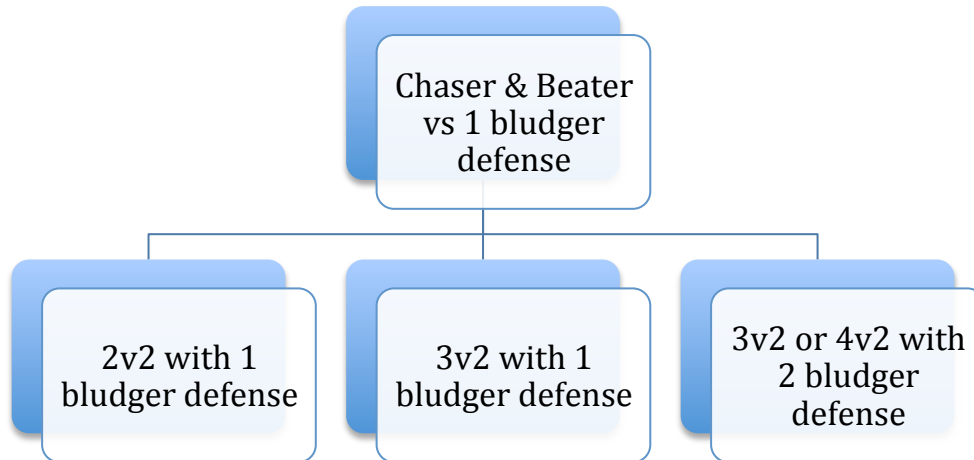 Chaser & Beater
vs 1 bludger
defense
2v2 with 1
bludger defense
3v2 with 1
bludger defense
3v2 or 4v2 with
2 bludger
defense